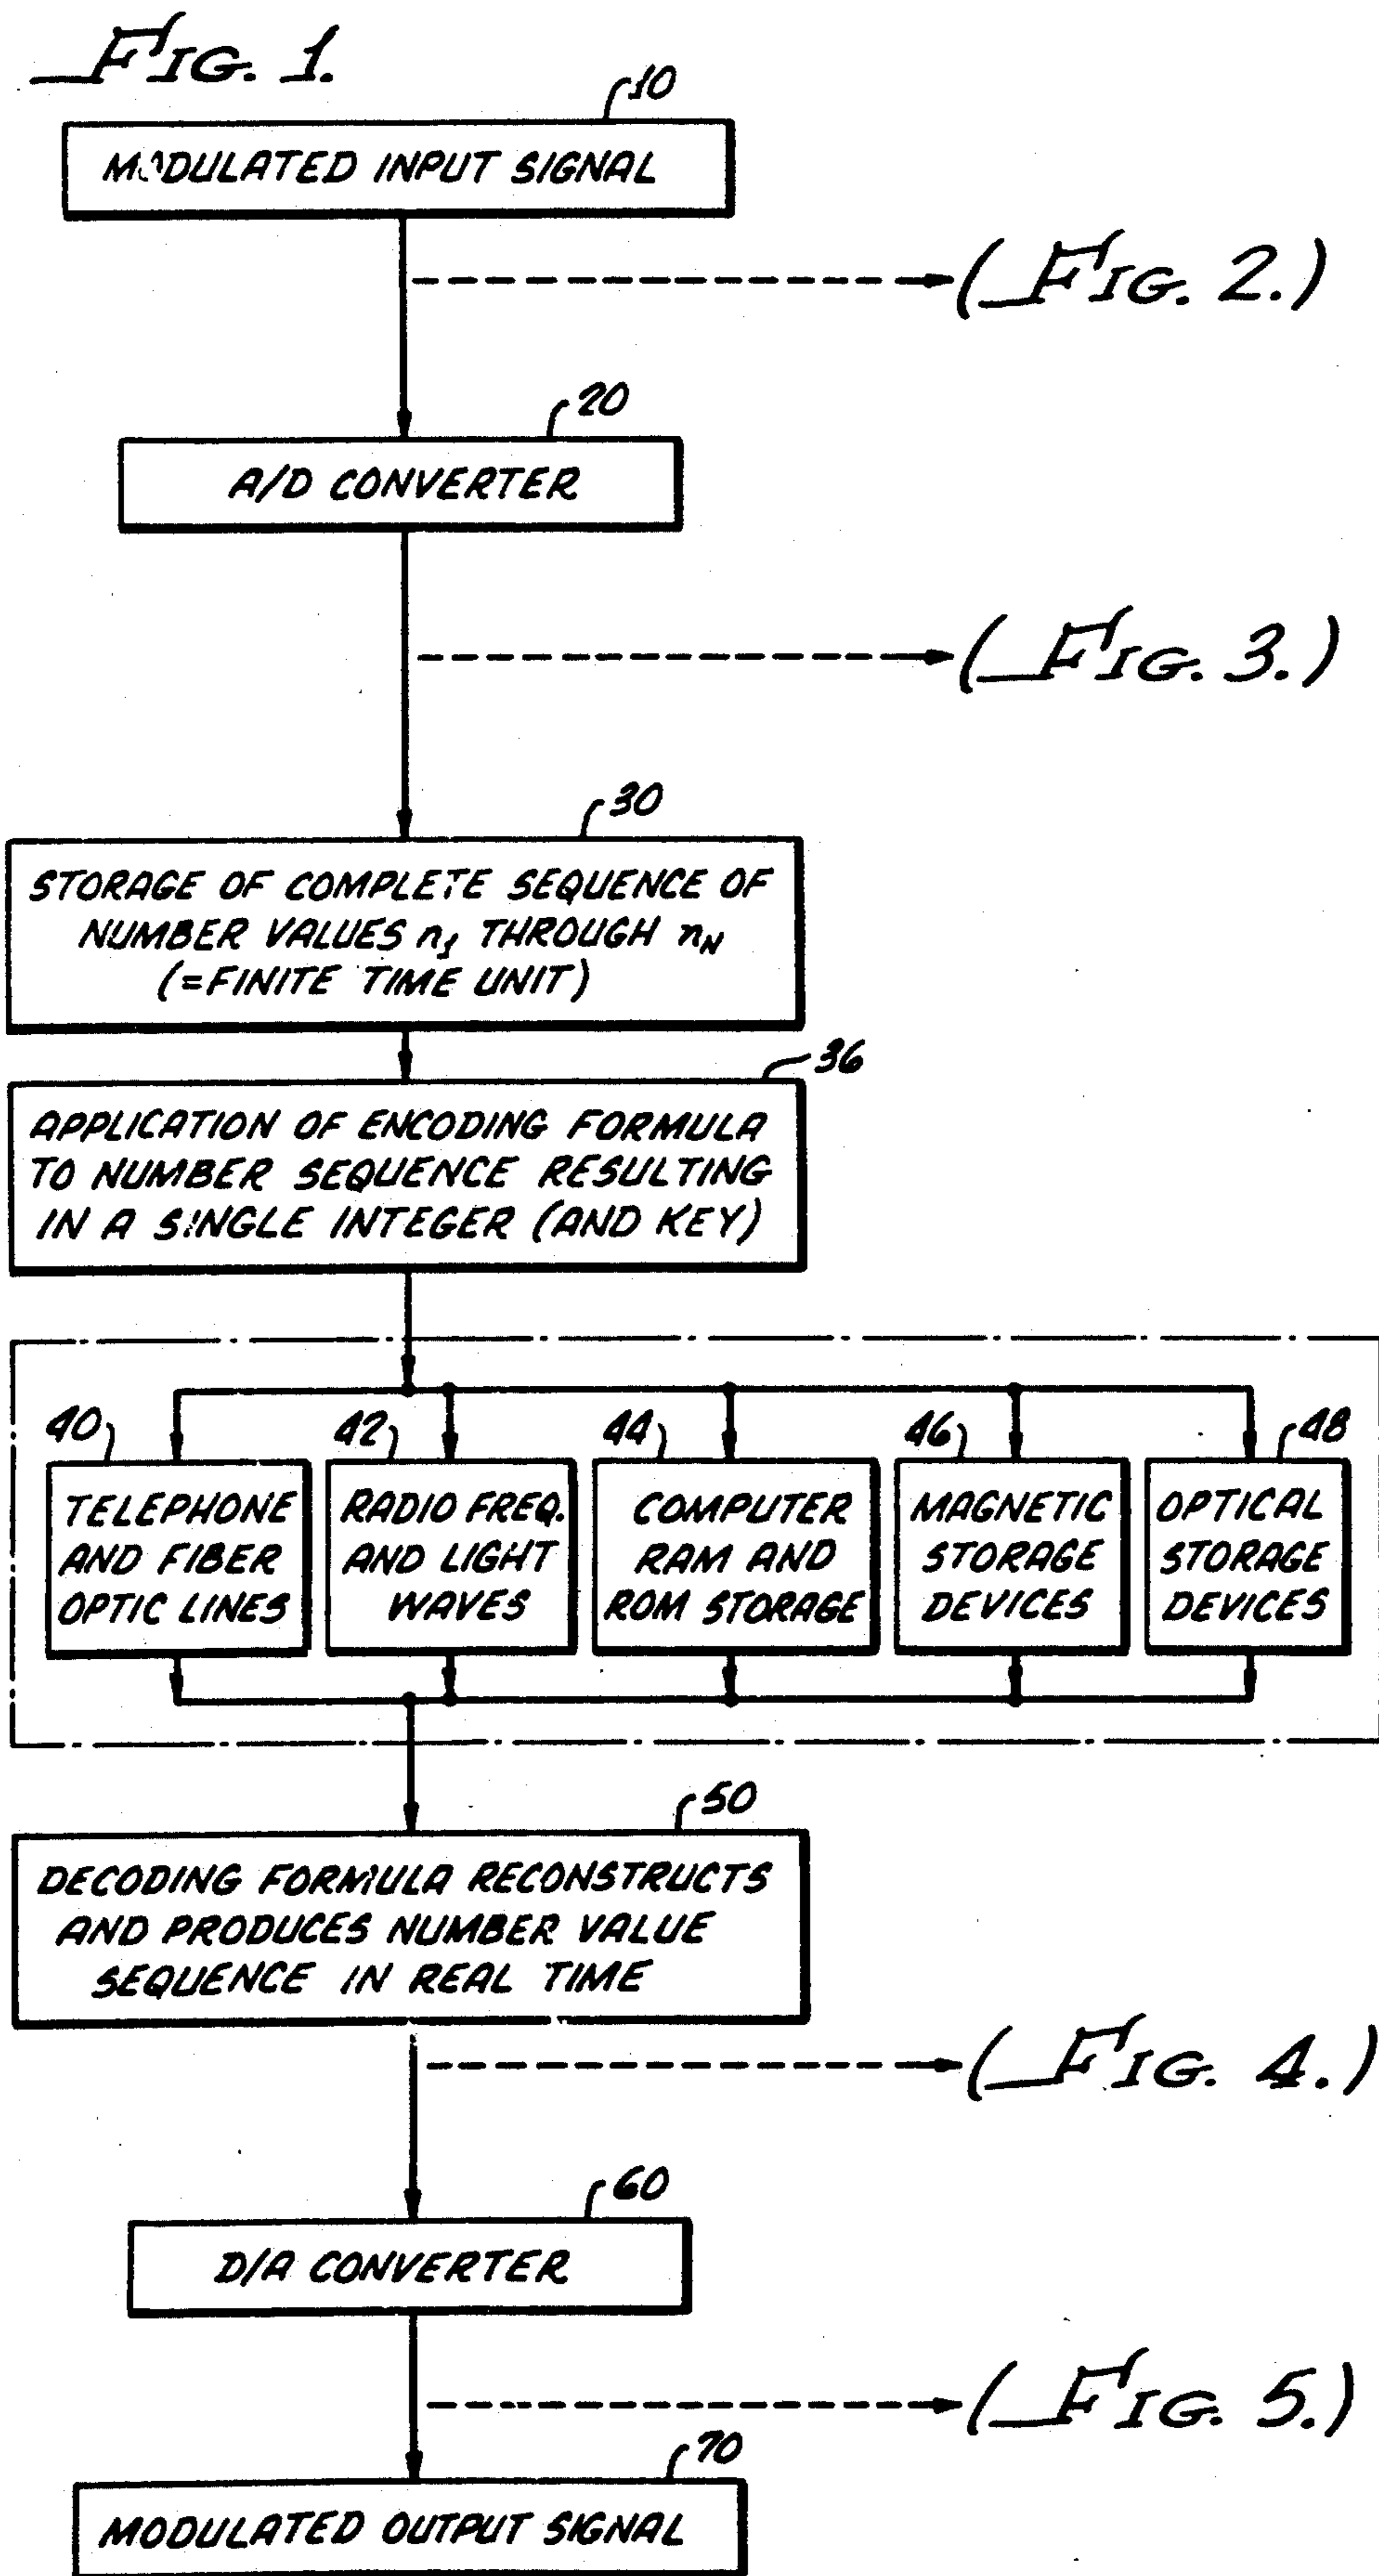 FIG. 1.
10
MODULATED INPUT SIGNAL
(FIG. 2.)
20
A/D CONVERTER
(FIG. 3.)
30
STORAGE OF COMPLETE SEQUENCE OF
NUMBER VALUES n1 THROUGH nN
(=FINITE TIME UNIT)
36
APPLICATION OF ENCODING FORMULA
TO NUMBER SEQUENCE RESULTING
IN A SINGLE INTEGER (AND KEY)
40
TELEPHONE
AND FIBER
OPTIC LINES
42
RADIO FREQ.
AND LIGHT
WAVES
44
COMPUTER
RAM AND
ROM STORAGE
46
MAGNETIC
STORAGE
DEVICES
48
OPTICAL
STORAGE
DEVICES
50
DECODING FORMULA RECONSTRUCTS
AND PRODUCES NUMBER VALUE
SEQUENCE IN REAL TIME
(FIG. 4.)
60
D/A CONVERTER
(FIG. 5.)
70
MODULATED OUTPUT SIGNAL